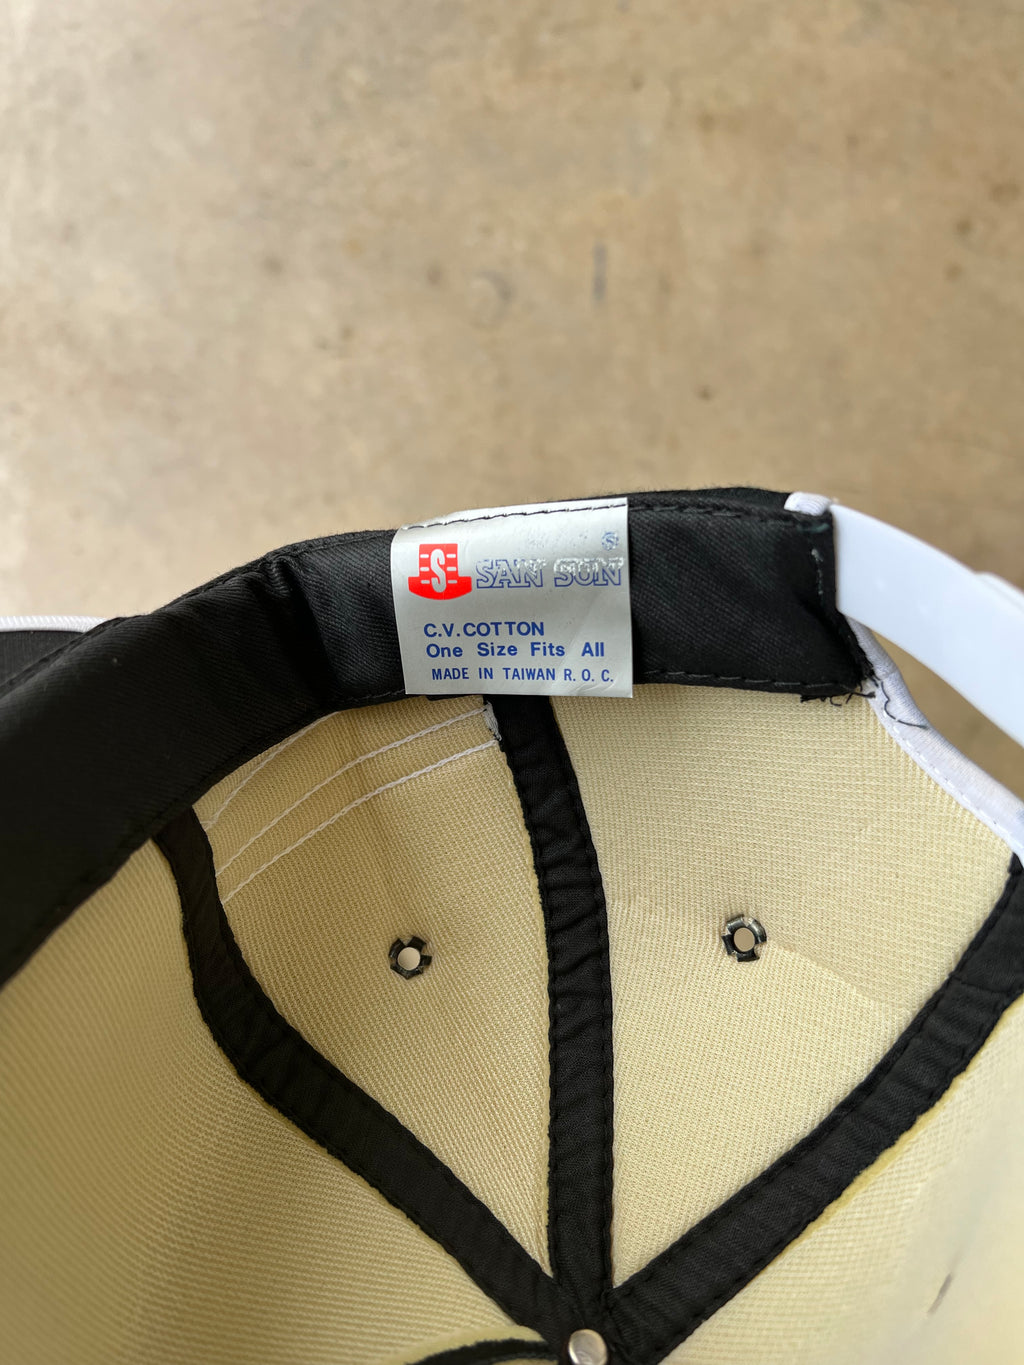 S
S SAN SUN
C.V.COTTON
One Size Fits All
MADE IN TAIWAN R. O. C.